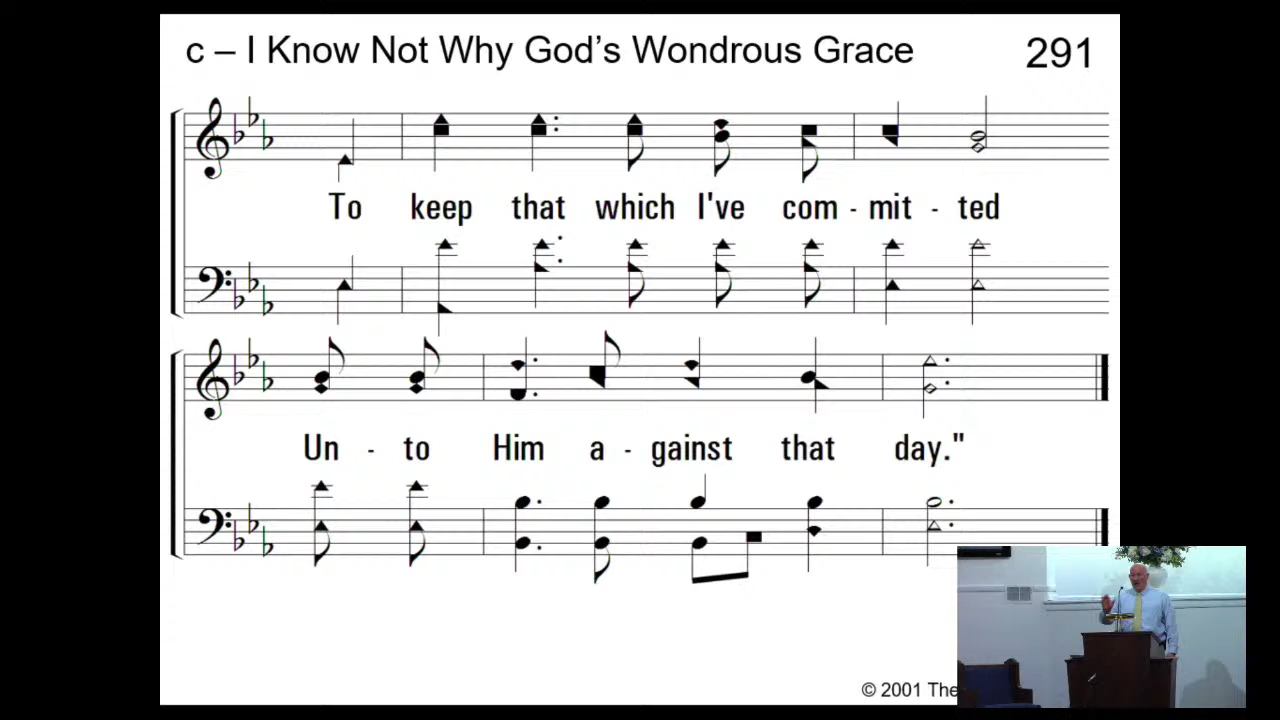 c – I Know Not Why God’s Wondrous Grace 291
To keep that which I've com - mit - ted
Un - to Him a - gainst that day."
© 2001 The